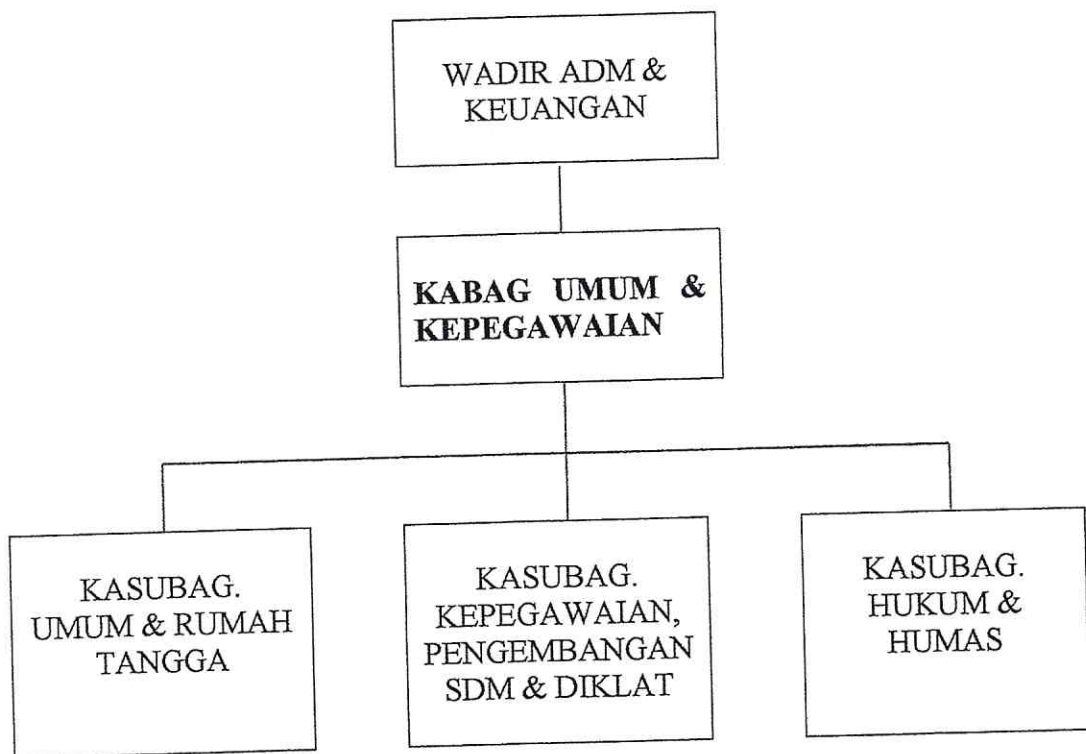 WADIR ADM &
KEUANGAN
KABAG UMUM &
KEPEGAWAIAN
KASUBAG.
UMUM & RUMAH
TANGGA
KASUBAG.
KEPEGAWAIAN,
PENGEMBANGAN
SDM & DIKLAT
KASUBAG.
HUKUM &
HUMAS